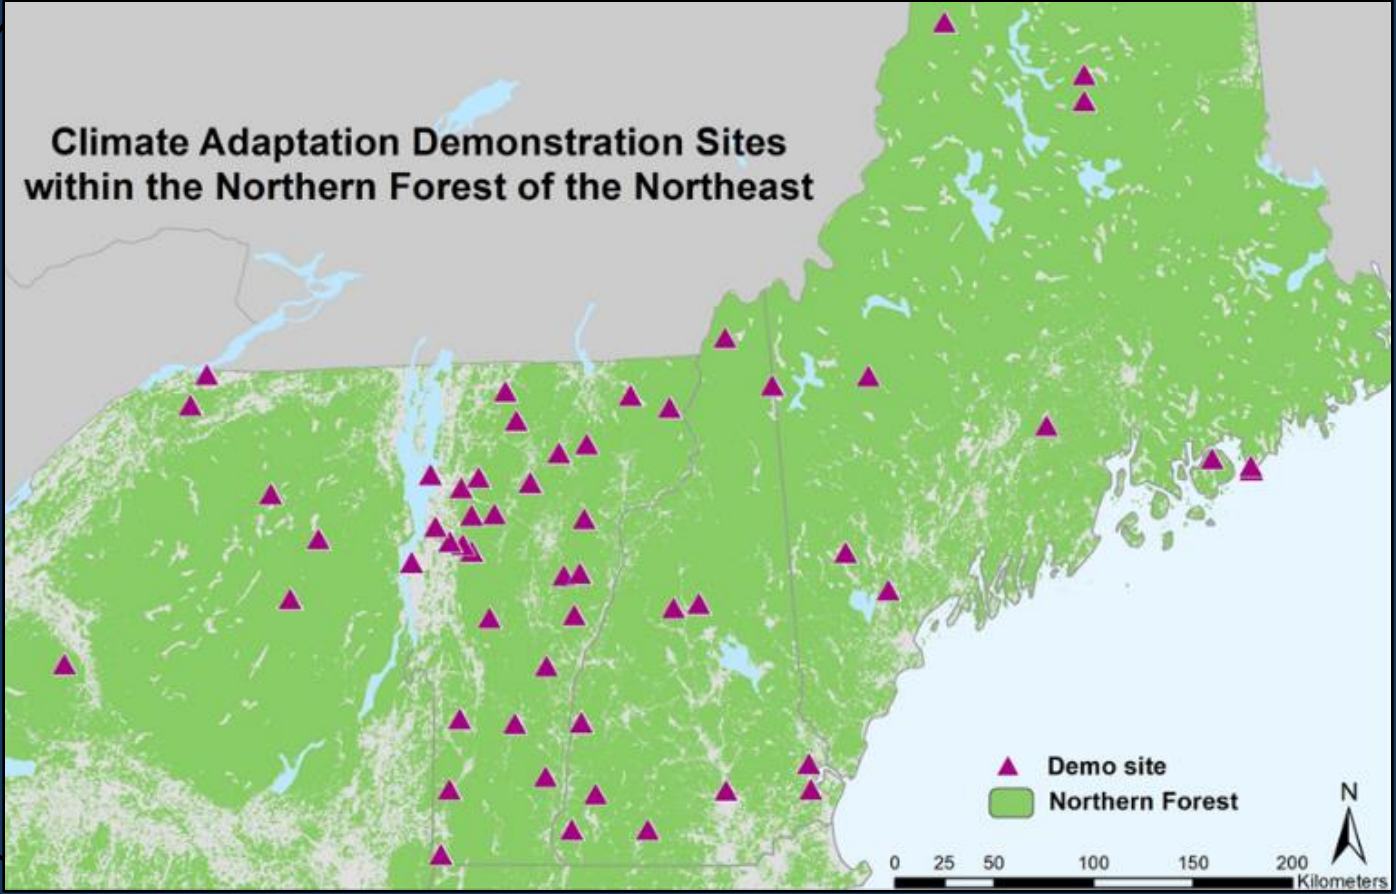 Climate Adaptation Demonstration Sites
within the Northern Forest of the Northeast
Demo site
Northern Forest
N
0 25 50 100 150 200
Kilometers